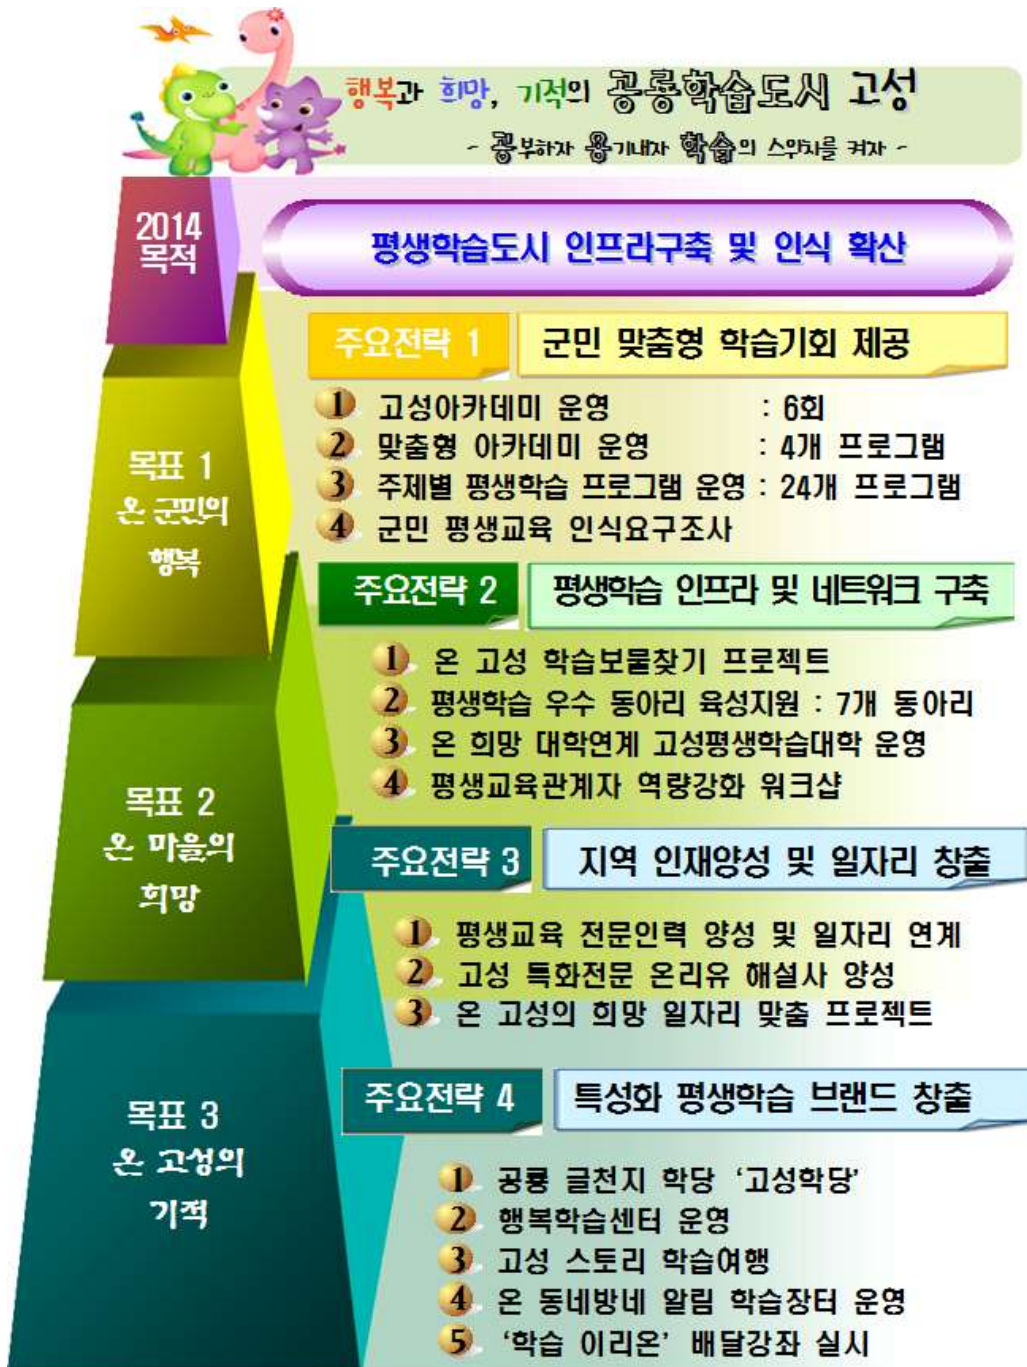 행복과 희망, 기적의 공룡학습도시 고성
- 공부하자 용기내자 학습의 스위치를 켜자 -
2014
목적
평생학습도시 인프라구축 및 인식 확산
주요전략 1
군민 맞춤형 학습기회 제공
1 고성아카데미 운영 : 6회
2 맞춤형 아카데미 운영 : 4개 프로그램
3 주제별 평생학습 프로그램 운영 : 24개 프로그램
4 군민 평생교육 인식요구조사
목표 1
온 군민의
행복
주요전략 2
평생학습 인프라 및 네트워크 구축
1 온 고성 학습보물찾기 프로젝트
2 평생학습 우수 동아리 육성지원 : 7개 동아리
3 온 희망 대학연계 고성평생학습대학 운영
4 평생교육관계자 역량강화 워크샵
목표 2
온 마을의
희망
주요전략 3
지역 인재양성 및 일자리 창출
1 평생교육 전문인력 양성 및 일자리 연계
2 고성 특화전문 온리유 해설사 양성
3 온 고성의 희망 일자리 맞춤 프로젝트
목표 3
온 고성의
기적
주요전략 4
특성화 평생학습 브랜드 창출
1 공룡 글천지 학당 ‘고성학당’
2 행복학습센터 운영
3 고성 스토리 학습여행
4 온 동네방네 알림 학습장터 운영
5 ‘학습 이리온’ 배달강좌 실시